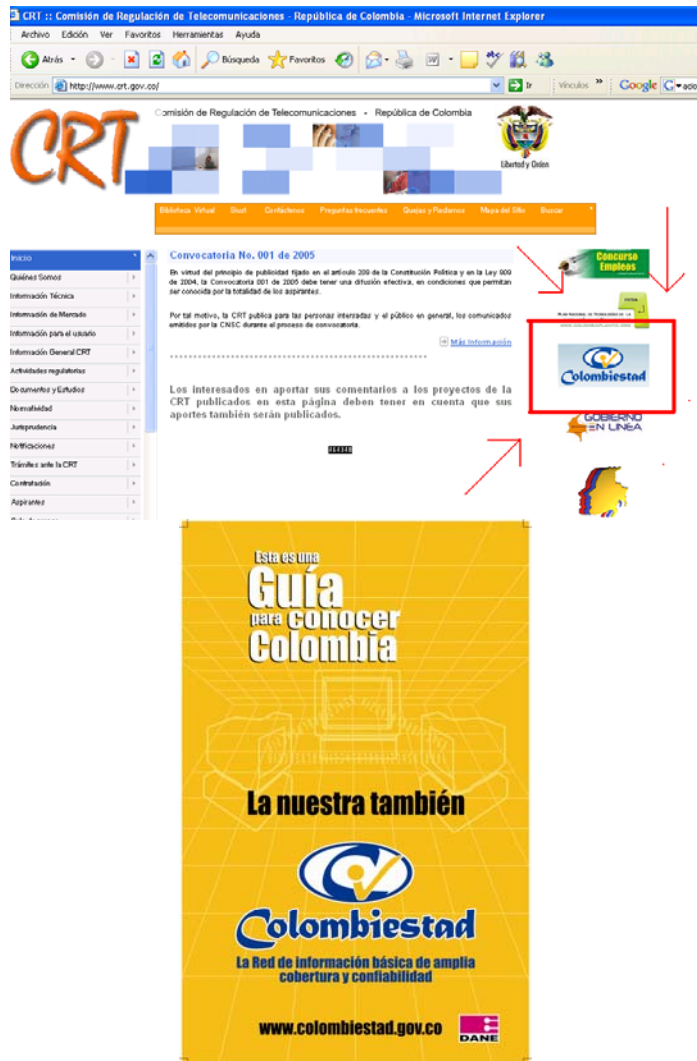 CRT :: Comisión de Regulación de Telecomunicaciones - República de Colombia - Microsoft Internet Explorer
Archivo Edición Ver Favoritos Herramientas Ayuda
Atrás Búsqueda Favoritos
Dirección http://www.crt.gov.co/ Ir Vínculos » Google
Comisión de Regulación de Telecomunicaciones - República de Colombia
CRT
Libertad y Orden
Biblioteca Virtual Siust Contáctenos Preguntas frecuentes Quejas y Reclamos Mapa del Sitio Buscar
Inicio
Quiénes Somos
Información Técnica
Información de Mercado
Información para el usuario
Información General CRT
Actividades regulatorias
Documentos y Estudios
Normatividad
Jurisprudencia
Notificaciones
Trámites ante la CRT
Contratación
Aspirantes
Convocatoria No. 001 de 2005
En virtud del principio de publicidad fijado en el artículo 209 de la Constitución Política y en la Ley 909
de 2004, la Convocatoria 001 de 2005 debe tener una difusión efectiva, en condiciones que permitan
ser conocida por la totalidad de los aspirantes.
Por tal motivo, la CRT publica para las personas interesadas y el público en general, los comunicados
emitidos por la CNSC durante el proceso de convocatoria.
Más Información
Los interesados en aportar sus comentarios a los proyectos de la
CRT publicados en esta página deben tener en cuenta que sus
aportes también serán publicados.
Concurso
Empleos
Colombiestad
GOBIERNO
EN LINEA
Esta es una
Guía
para conocer
Colombia
La nuestra también
Colombiestad
La Red de información básica de amplia
cobertura y confiabilidad
www.colombiestad.gov.co
DANE